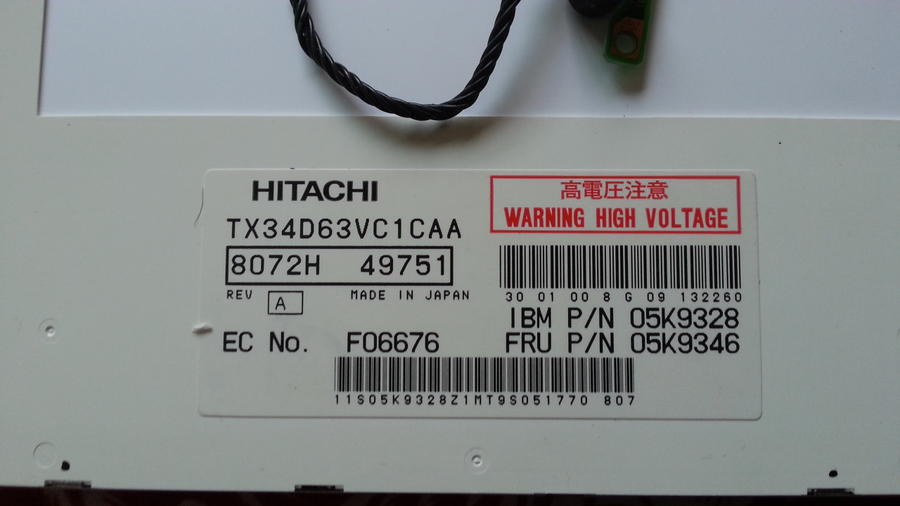 HITACHI
TX34D63VC1CAA
8072H 49751
REV A MADE IN JAPAN
高電圧注意
WARNING HIGH VOLTAGE
30 01 00 8 G 09 132260
IBM P/N 05K9328
EC No. F06676 FRU P/N 05K9346
11S05K9328Z1MT9S051770 807